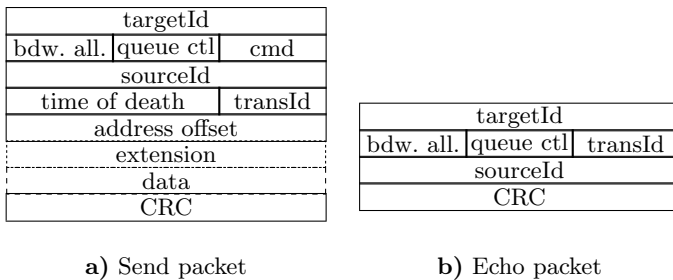 targetId
bdw. all. queue ctl cmd
sourceId
time of death transId
address offset
extension
data
CRC
a) Send packet
targetId
bdw. all. queue ctl transId
sourceId
CRC
b) Echo packet